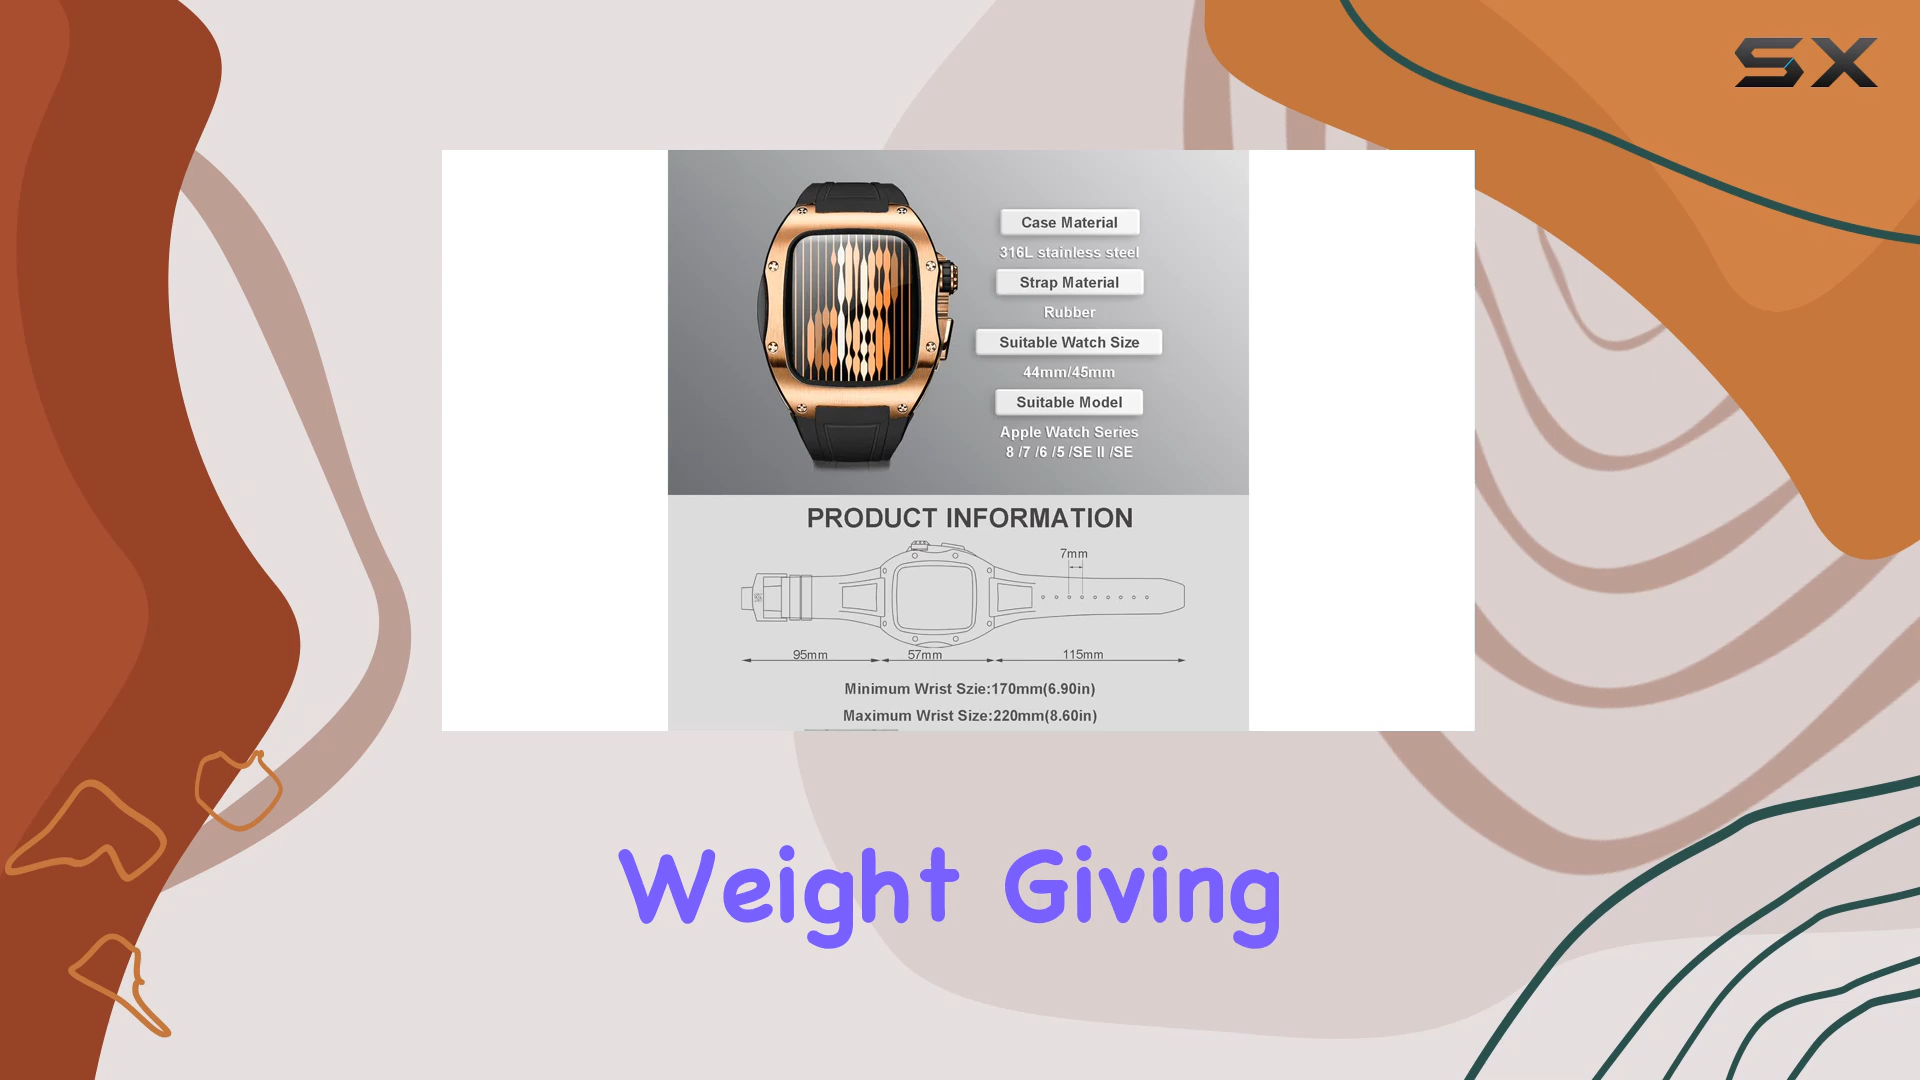 SX
Case Material
316L stainless steel
Strap Material
Rubber
Suitable Watch Size
44mm/45mm
Suitable Model
Apple Watch Series
8 /7 /6 /5 /SE II /SE
PRODUCT INFORMATION
7mm
95mm 57mm 115mm
Minimum Wrist Szie:170mm(6.90in)
Maximum Wrist Size:220mm(8.60in)
Weight Giving